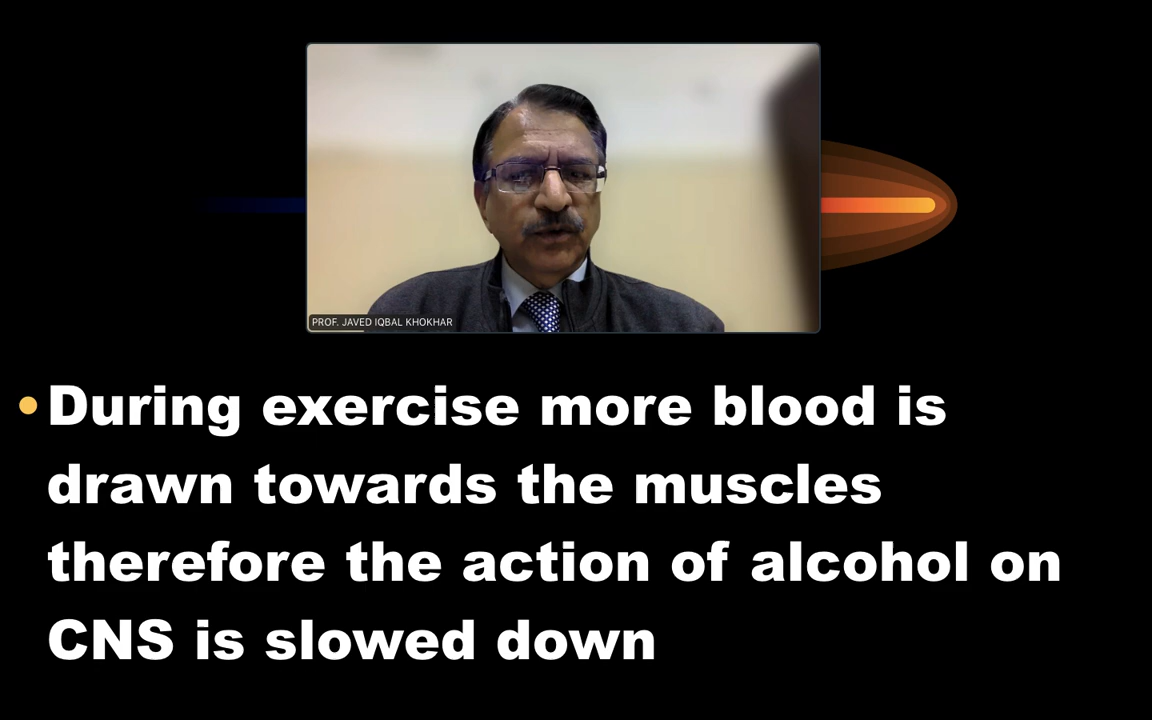 PROF. JAVED IQBAL KHOKHAR
• During exercise more blood is
drawn towards the muscles
therefore the action of alcohol on
CNS is slowed down